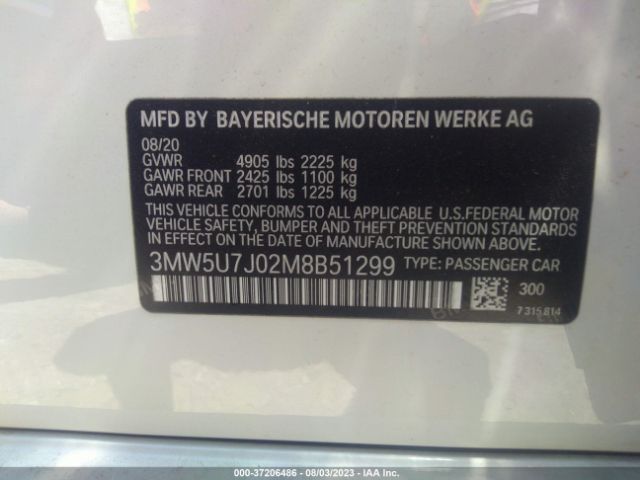 MFD BY BAYERISCHE MOTOREN WERKE AG
08/20
GVWR 4905 lbs 2225 kg
GAWR FRONT 2425 lbs 1100 kg
GAWR REAR 2701 lbs 1225 kg
THIS VEHICLE CONFORMS TO ALL APPLICABLE U.S.FEDERAL MOTOR
VEHICLE SAFETY, BUMPER AND THEFT PREVENTION STANDARDS
IN EFFECT ON THE DATE OF MANUFACTURE SHOWN ABOVE.
3MW5U7J02M8B51299 TYPE: PASSENGER CAR
300
7315814
000-37206486 - 08/03/2023 - IAA Inc.